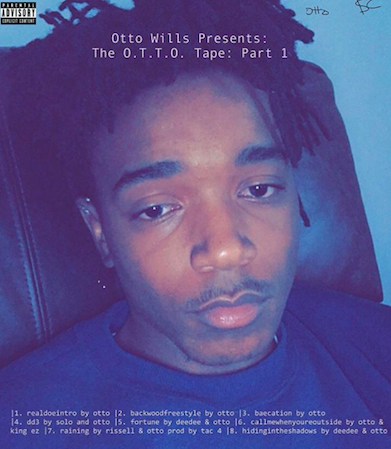 PARENTAL
ADVISORY
EXPLICIT CONTENT
otto
Otto Wills Presents:
The O.T.T.O. Tape: Part 1
|1. realdoeintro by otto |2. backwoodfreestyle by otto |3. baecation by otto
|4. dd3 by solo and otto |5. fortune by deedee & otto |6. callmewhenyoureoutside by otto &
king ez |7. raining by rissell & otto prod by tac 4 |8. hidingintheshadows by deedee & otto